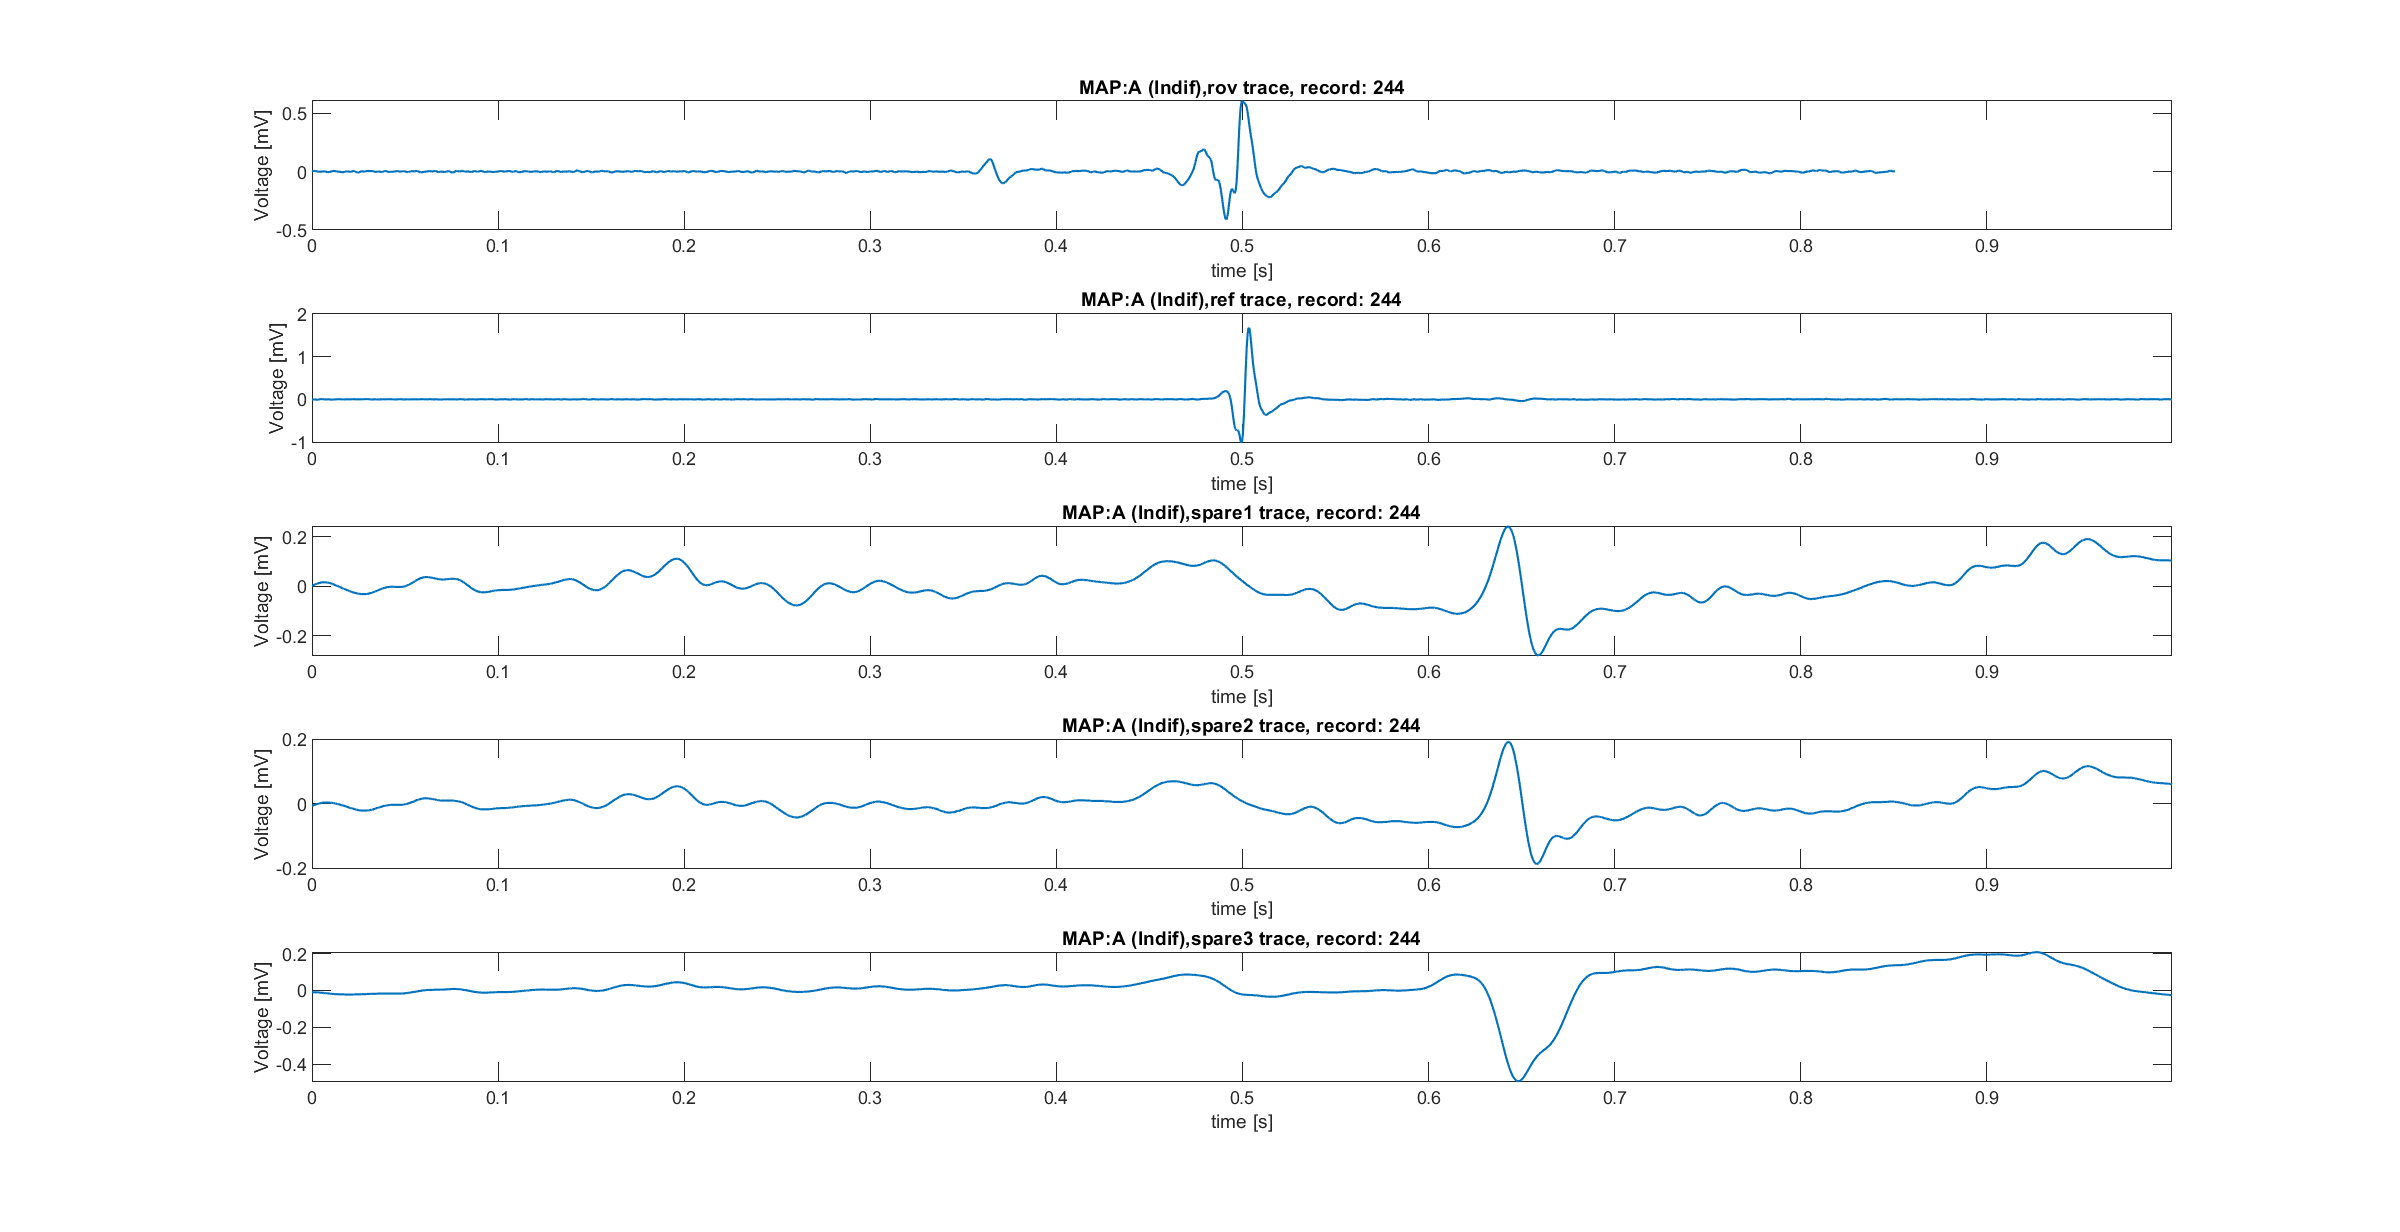 MAP:A (Indif),rov trace, record: 244
Voltage [mV]
0.5
0
-0.5
0 0.1 0.2 0.3 0.4 0.5 0.6 0.7 0.8 0.9
time [s]
MAP:A (Indif),ref trace, record: 244
Voltage [mV]
2
1
0
-1
0 0.1 0.2 0.3 0.4 0.5 0.6 0.7 0.8 0.9
time [s]
MAP:A (Indif),spare1 trace, record: 244
Voltage [mV]
0.2
0
-0.2
0 0.1 0.2 0.3 0.4 0.5 0.6 0.7 0.8 0.9
time [s]
MAP:A (Indif),spare2 trace, record: 244
Voltage [mV]
0.2
0
-0.2
0 0.1 0.2 0.3 0.4 0.5 0.6 0.7 0.8 0.9
time [s]
MAP:A (Indif),spare3 trace, record: 244
Voltage [mV]
0.2
0
-0.2
-0.4
0 0.1 0.2 0.3 0.4 0.5 0.6 0.7 0.8 0.9
time [s]